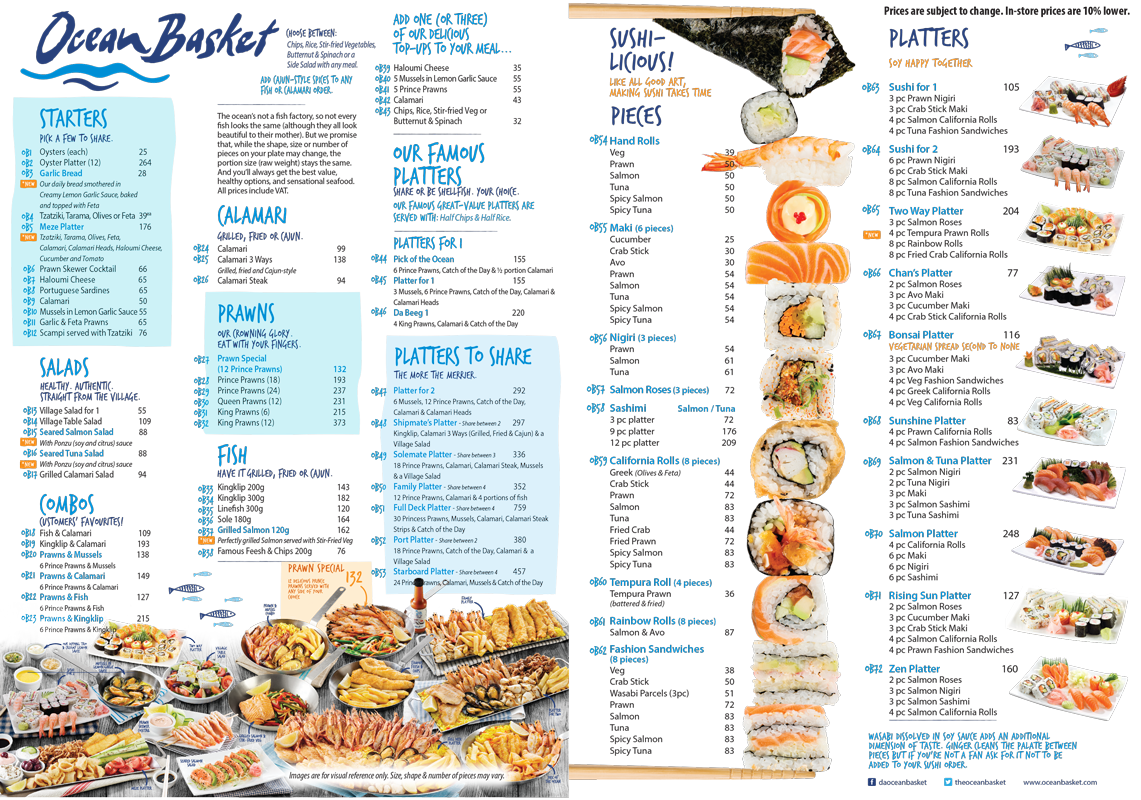 Ocean Basket
CHOOSE BETWEEN:
Chips, Rice, Stir-fried Vegetables,
Butternut & Spinach or a
Side Salad with any meal.
ADD CAJUN-STYLE SPICES TO ANY
FISH OR CALAMARI ORDER.
STARTERS
PICK A FEW TO SHARE.
OB1 Oysters (each) 25
OB2 Oyster Platter (12) 264
OB3 Garlic Bread 28
*NEW Our daily bread smothered in
Creamy Lemon Garlic Sauce, baked
and topped with Feta
OB4 Tzatziki, Tarama, Olives or Feta 39ea
OB5 Meze Platter 176
*NEW Tzatziki, Tarama, Olives, Feta,
Calamari, Calamari Heads, Haloumi Cheese,
Cucumber and Tomato
OB6 Prawn Skewer Cocktail 66
OB7 Haloumi Cheese 65
OB8 Portuguese Sardines 65
OB9 Calamari 50
OB10 Mussels in Lemon Garlic Sauce 55
OB11 Garlic & Feta Prawns 65
OB12 Scampi served with Tzatziki 76
SALADS
HEALTHY. AUTHENTIC.
STRAIGHT FROM THE VILLAGE.
OB13 Village Salad for 1 55
OB14 Village Table Salad 109
OB15 Seared Salmon Salad 88
*NEW With Ponzu (soy and citrus) sauce
OB16 Seared Tuna Salad 88
*NEW With Ponzu (soy and citrus) sauce
OB17 Grilled Calamari Salad 94
COMBOS
CUSTOMERS' FAVOURITES!
OB18 Fish & Calamari 109
OB19 Kingklip & Calamari 193
OB20 Prawns & Mussels 138
6 Prince Prawns & Mussels
OB21 Prawns & Calamari 149
6 Prince Prawns & Calamari
OB22 Prawns & Fish 127
6 Prince Prawns & Fish
OB23 Prawns & Kingklip 215
6 Prince Prawns & Kingklip
The ocean's not a fish factory, so not every
fish looks the same (although they all look
beautiful to their mother). But we promise
that, while the shape, size or number of
pieces on your plate may change, the
portion size (raw weight) stays the same.
And you'll always get the best value,
healthy options, and sensational seafood.
All prices include VAT.
CALAMARI
GRILLED, FRIED OR CAJUN.
OB24 Calamari 99
OB25 Calamari 3 Ways 138
Grilled, fried and Cajun-style
OB26 Calamari Steak 94
PRAWNS
OUR CROWNING GLORY.
EAT WITH YOUR FINGERS.
OB27 Prawn Special
(12 Prince Prawns) 132
OB28 Prince Prawns (18) 193
OB29 Prince Prawns (24) 237
OB30 Queen Prawns (12) 231
OB31 King Prawns (6) 215
OB32 King Prawns (12) 373
FISH
HAVE IT GRILLED, FRIED OR CAJUN.
OB33 Kingklip 200g 143
OB34 Kingklip 300g 182
OB35 Linefish 300g 120
OB36 Sole 180g 164
OB37 Grilled Salmon 120g 162
*NEW Perfectly grilled Salmon served with Stir-Fried Veg
OB38 Famous Feesh & Chips 200g 76
ADD ONE (OR THREE)
OF OUR DELICIOUS
TOP-UPS TO YOUR MEAL...
OB39 Haloumi Cheese 35
OB40 5 Mussels in Lemon Garlic Sauce 55
OB41 5 Prince Prawns 55
OB42 Calamari 43
OB43 Chips, Rice, Stir-fried Veg or
Butternut & Spinach 32
OUR FAMOUS
PLATTERS
SHARE OR BE SHELLFISH. YOUR CHOICE.
OUR FAMOUS GREAT-VALUE PLATTERS ARE
SERVED WITH: Half Chips & Half Rice.
PLATTERS FOR 1
OB44 Pick of the Ocean 155
6 Prince Prawns, Catch of the Day & ½ portion Calamari
OB45 Platter for 1 155
3 Mussels, 6 Prince Prawns, Catch of the Day, Calamari &
Calamari Heads
OB46 Da Beeg 1 220
4 King Prawns, Calamari & Catch of the Day
PLATTERS TO SHARE
THE MORE THE MERRIER.
OB47 Platter for 2 292
6 Mussels, 12 Prince Prawns, Catch of the Day,
Calamari & Calamari Heads
OB48 Shipmate's Platter - Share between 2 297
Kingklip, Calamari 3 Ways (Grilled, Fried & Cajun) & a
Village Salad
OB49 Solemate Platter - Share between 3 336
18 Prince Prawns, Calamari, Calamari Steak, Mussels
& a Village Salad
OB50 Family Platter - Share between 4 352
12 Prince Prawns, Calamari & 4 portions of fish
OB51 Full Deck Platter - Share between 4 759
30 Princess Prawns, Mussels, Calamari, Calamari Steak
Strips & Catch of the Day
OB52 Port Platter - Share between 2 380
18 Prince Prawns, Catch of the Day, Calamari & a
Village Salad
OB53 Starboard Platter - Share between 4 457
24 Prince Prawns, Calamari, Mussels & Catch of the Day
PRAWN SPECIAL
12 DELICIOUS PRINCE
PRAWNS SERVED WITH
ANY SIDE OF YOUR
CHOICE
132
Images are for visual reference only. Size, shape & number of pieces may vary.
SUSHI-
LICIOUS!
LIKE ALL GOOD ART,
MAKING SUSHI TAKES TIME
PIECES
OB54 Hand Rolls
Veg 39
Prawn 50
Salmon 50
Tuna 50
Spicy Salmon 50
Spicy Tuna 50
OB55 Maki (6 pieces)
Cucumber 25
Crab Stick 30
Avo 30
Prawn 54
Salmon 54
Tuna 54
Spicy Salmon 54
Spicy Tuna 54
OB56 Nigiri (3 pieces)
Prawn 54
Salmon 61
Tuna 61
OB57 Salmon Roses (3 pieces) 72
OB58 Sashimi Salmon / Tuna
3 pc platter 72
9 pc platter 176
12 pc platter 209
OB59 California Rolls (8 pieces)
Greek (Olives & Feta) 44
Crab Stick 44
Prawn 72
Salmon 83
Tuna 83
Fried Crab 44
Fried Prawn 72
Spicy Salmon 83
Spicy Tuna 83
OB60 Tempura Roll (4 pieces)
Tempura Prawn 36
(battered & fried)
OB61 Rainbow Rolls (8 pieces)
Salmon & Avo 87
OB62 Fashion Sandwiches
(8 pieces)
Veg 38
Crab Stick 50
Wasabi Parcels (3pc) 51
Prawn 72
Salmon 83
Tuna 83
Spicy Salmon 83
Spicy Tuna 83
Prices are subject to change. In-store prices are 10% lower.
PLATTERS
SOY HAPPY TOGETHER
OB63 Sushi for 1 105
3 pc Prawn Nigiri
3 pc Crab Stick Maki
4 pc Salmon California Rolls
4 pc Tuna Fashion Sandwiches
OB64 Sushi for 2 193
6 pc Prawn Nigiri
6 pc Crab Stick Maki
8 pc Salmon California Rolls
8 pc Tuna Fashion Sandwiches
OB65 Two Way Platter 204
3 pc Salmon Roses
*NEW 4 pc Tempura Prawn Rolls
8 pc Rainbow Rolls
8 pc Fried Crab California Rolls
OB66 Chan's Platter 77
2 pc Salmon Roses
3 pc Avo Maki
3 pc Cucumber Maki
4 pc Crab Stick California Rolls
OB67 Bonsai Platter 116
VEGETARIAN SPREAD SECOND TO NONE
3 pc Cucumber Maki
3 pc Avo Maki
4 pc Veg Fashion Sandwiches
4 pc Greek California Rolls
4 pc Veg California Rolls
OB68 Sunshine Platter 83
4 pc Prawn California Rolls
4 pc Salmon Fashion Sandwiches
OB69 Salmon & Tuna Platter 231
2 pc Salmon Nigiri
2 pc Tuna Nigiri
3 pc Maki
3 pc Salmon Sashimi
3 pc Tuna Sashimi
OB70 Salmon Platter 248
4 pc California Rolls
6 pc Maki
6 pc Nigiri
6 pc Sashimi
OB71 Rising Sun Platter 127
2 pc Salmon Roses
3 pc Cucumber Maki
3 pc Crab Stick Maki
4 pc Salmon California Rolls
4 pc Prawn Fashion Sandwiches
OB72 Zen Platter 160
2 pc Salmon Roses
3 pc Salmon Nigiri
3 pc Salmon Sashimi
4 pc Salmon California Rolls
WASABI DISSOLVED IN SOY SAUCE ADDS AN ADDITIONAL
DIMENSION OF TASTE. GINGER CLEANS THE PALATE BETWEEN
PIECES BUT IF YOU'RE NOT A FAN ASK FOR IT NOT TO BE
ADDED TO YOUR SUSHI ORDER.
daoceanbasket theoceanbasket www.oceanbasket.com